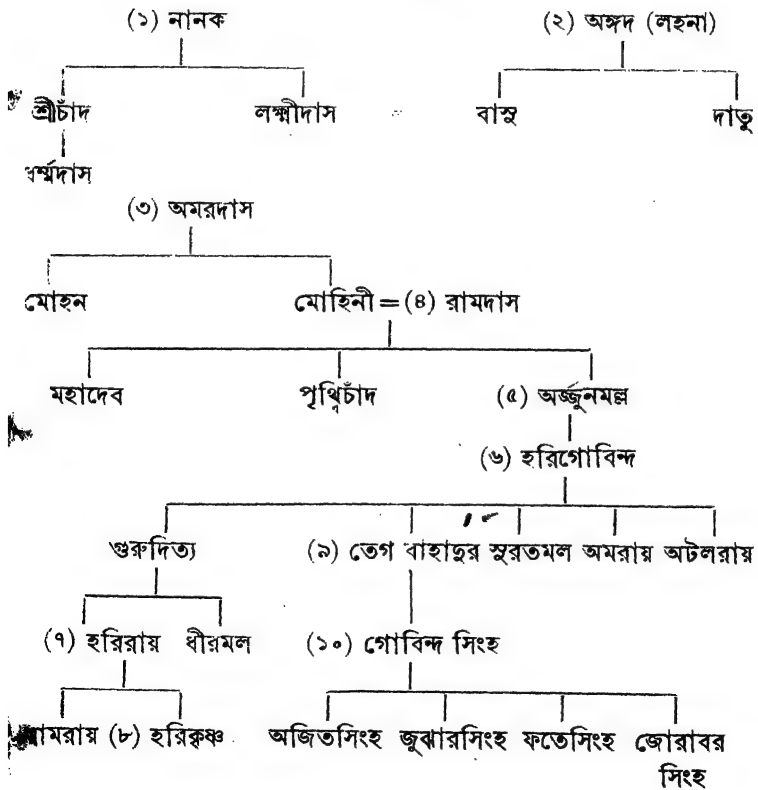 (১) নানক (২) অঙ্গদ (লহনা)
শ্রীচাঁদ লক্ষ্মীদাস বাসু দাতু
ধর্ম্মদাস
(৩) অমরদাস
মোহন মোহিনী = (৪) রামদাস
মহাদেব পৃথ্বিচাঁদ (৫) অর্জ্জুনমল্ল
(৬) হরিগোবিন্দ
গুরুদিত্য (৯) তেগ বাহাদুর সুরতমল অমরায় অটলরায়
(৭) হরিরায় ধীরমল (১০) গোবিন্দ সিংহ
রামরায় (৮) হরিকৃষ্ণ অজিতসিংহ জুঝারসিংহ ফতেসিংহ জোরাবর
সিংহ